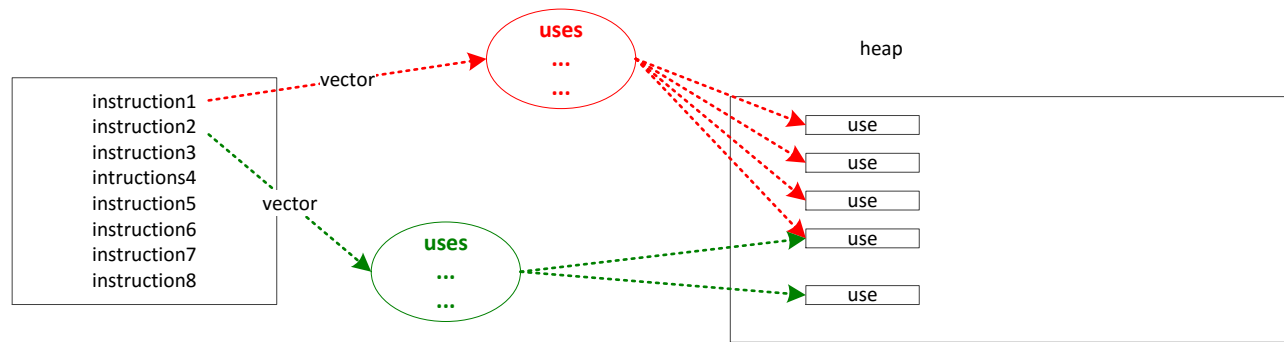 instruction1
instruction2
instruction3
intructions4
instruction5
instruction6
instruction7
instruction8
vector
vector
uses
...
...
uses
...
...
heap
use
use
use
use
use